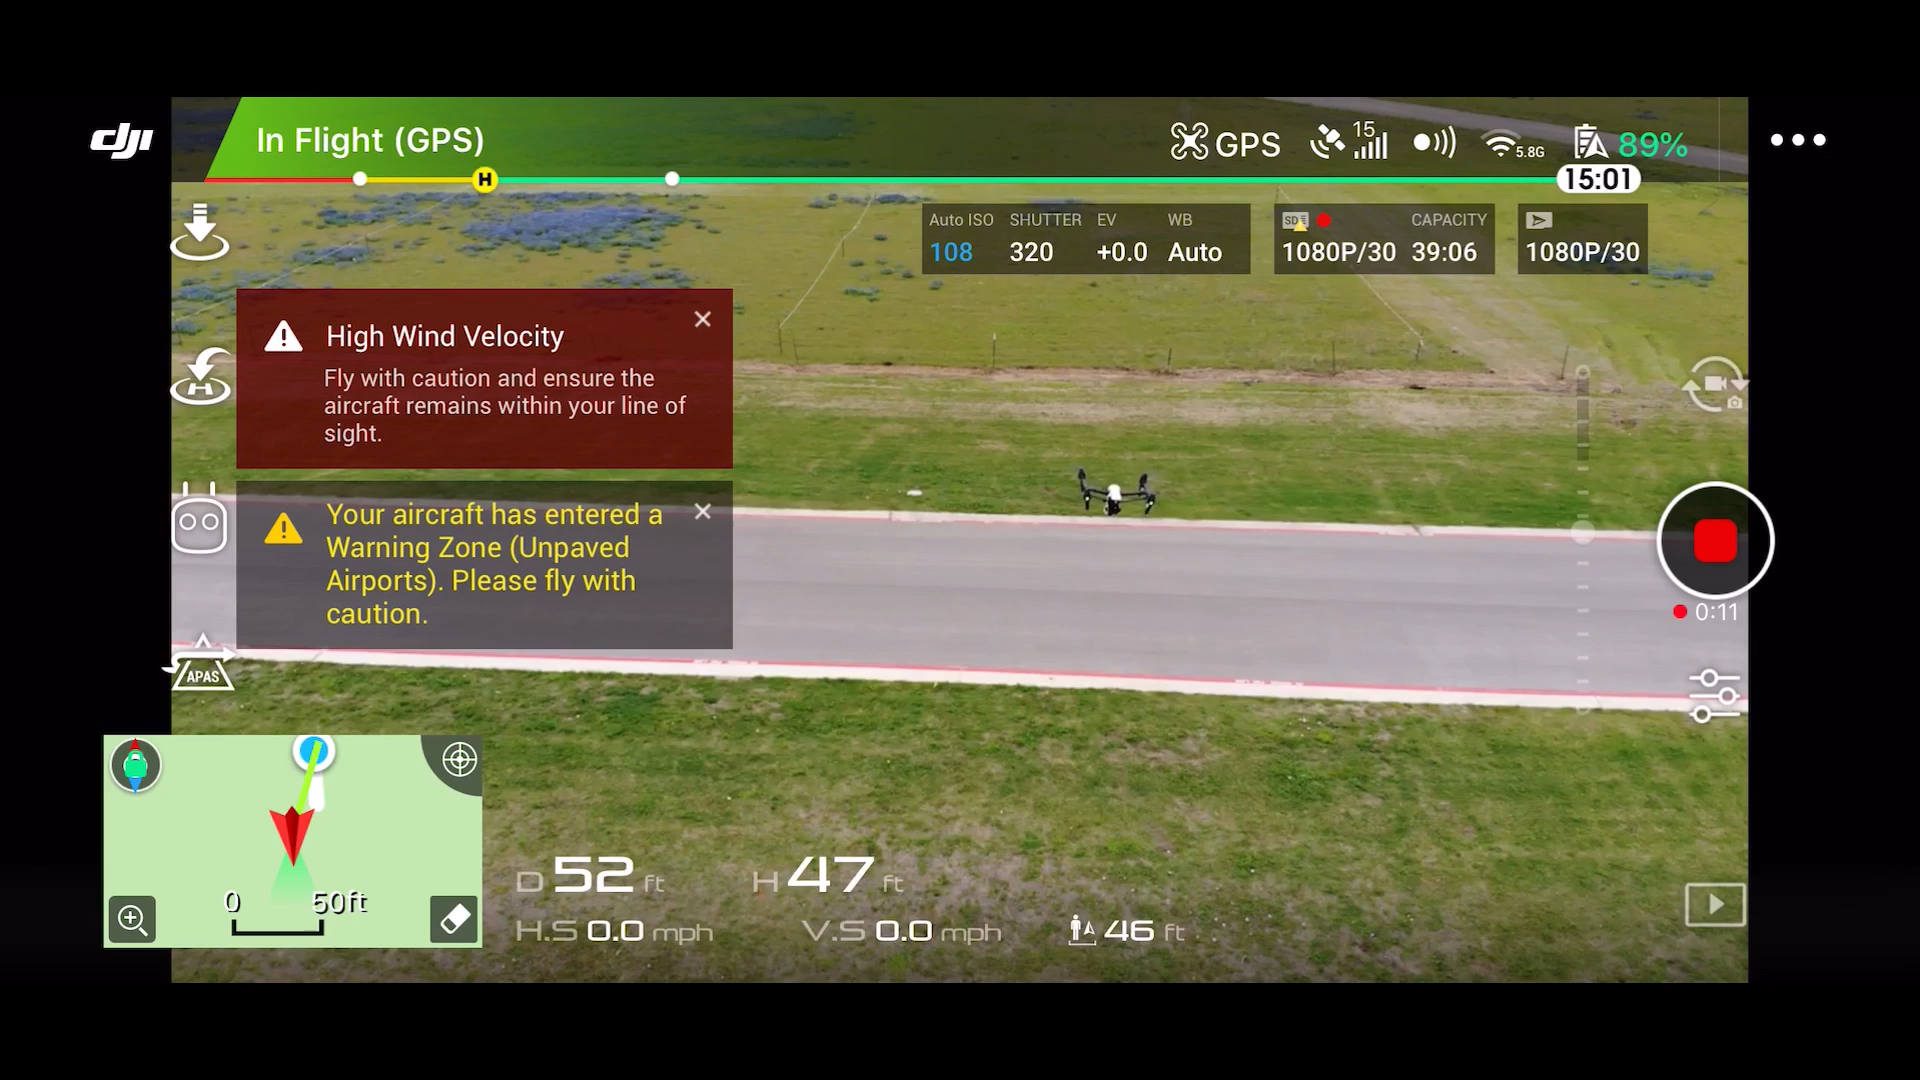 dji
In Flight (GPS)
GPS
15
5.8G
89%
H
15:01
Auto ISO SHUTTER EV WB
108 320 +0.0 Auto
SD CAPACITY
1080P/30 39:06
1080P/30
High Wind Velocity
Fly with caution and ensure the
aircraft remains within your line of
sight.
H
Your aircraft has entered a
Warning Zone (Unpaved
Airports). Please fly with
caution.
0:11
APAS
0 50ft
D 52 ft H 47 ft
H.S 0.0 mph V.S 0.0 mph 46 ft